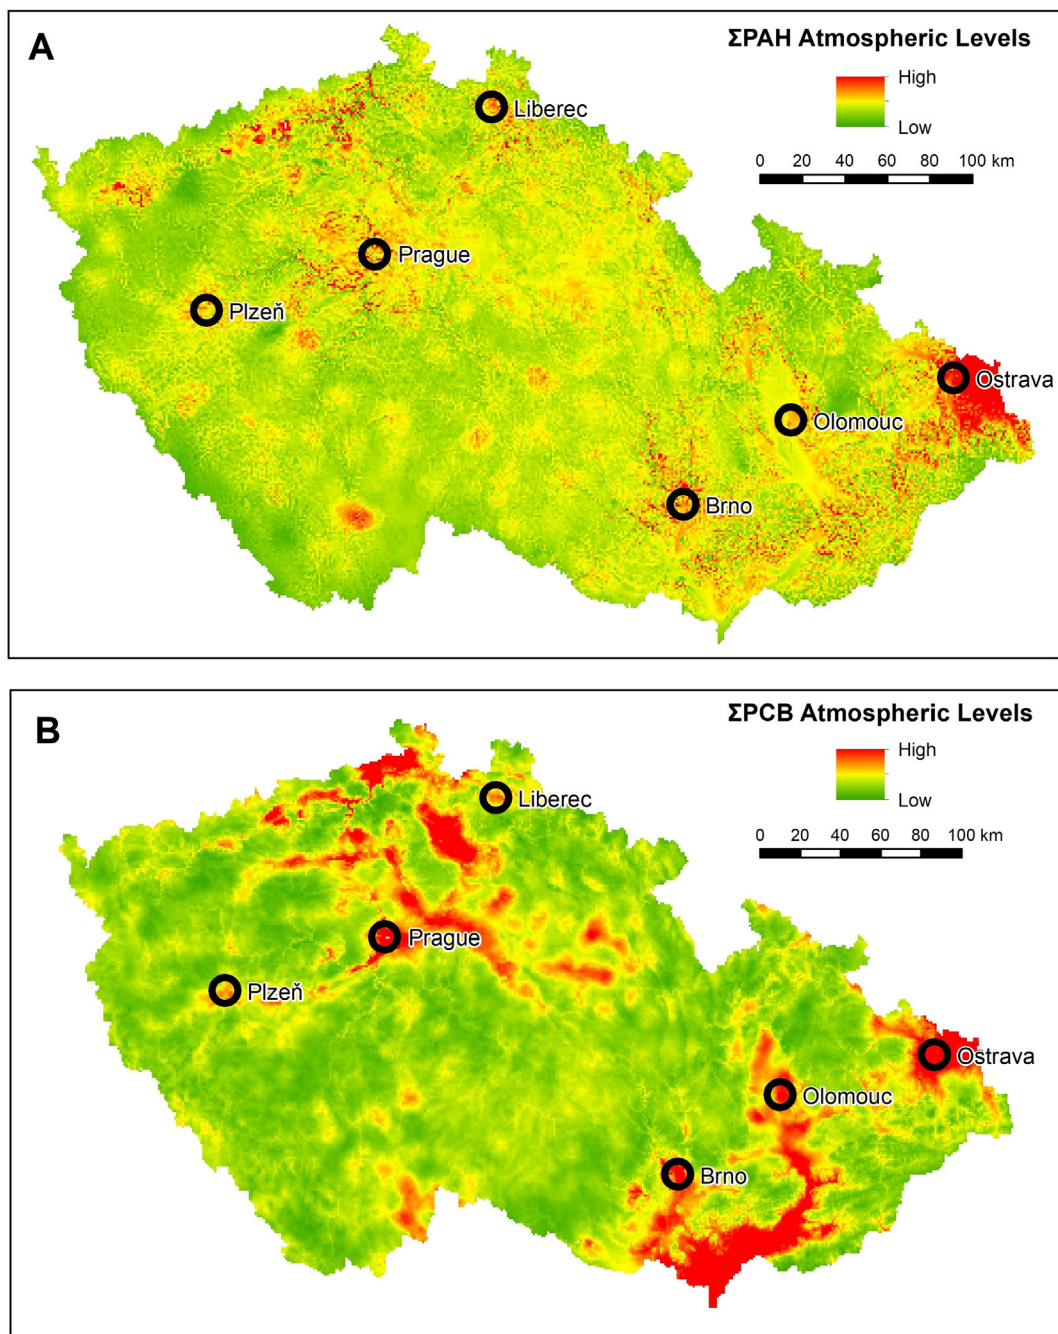 A
ΣPAH Atmospheric Levels
High
Low
0 20 40 60 80 100 km
Liberec
Prague
Plzeň
Ostrava
Olomouc
Brno
B
ΣPCB Atmospheric Levels
High
Low
0 20 40 60 80 100 km
Liberec
Prague
Plzeň
Ostrava
Olomouc
Brno